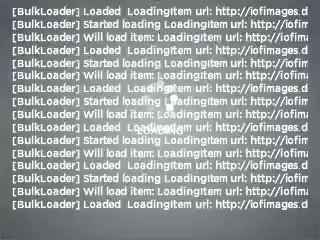 [BulkLoader] Loaded LoadingItem url: http://iofimages.d
[BulkLoader] Started loading LoadingItem url: http://iofim
[BulkLoader] Will load item: LoadingItem url: http://iofima
[BulkLoader] Loaded LoadingItem url: http://iofimages.d
[BulkLoader] Started loading LoadingItem url: http://iofim
[BulkLoader] Will load item: LoadingItem url: http://iofima
[BulkLoader] Loaded LoadingItem url: http://iofimages.d
[BulkLoader] Started loading LoadingItem url: http://iofim
[BulkLoader] Will load item: LoadingItem url: http://iofima
[BulkLoader] Loaded LoadingItem url: http://iofimages.d
LOADING
[BulkLoader] Started loading LoadingItem url: http://iofim
[BulkLoader] Will load item: LoadingItem url: http://iofima
[BulkLoader] Loaded LoadingItem url: http://iofimages.d
[BulkLoader] Started loading LoadingItem url: http://iofim
[BulkLoader] Will load item: LoadingItem url: http://iofima
[BulkLoader] Loaded LoadingItem url: http://iofimages.d